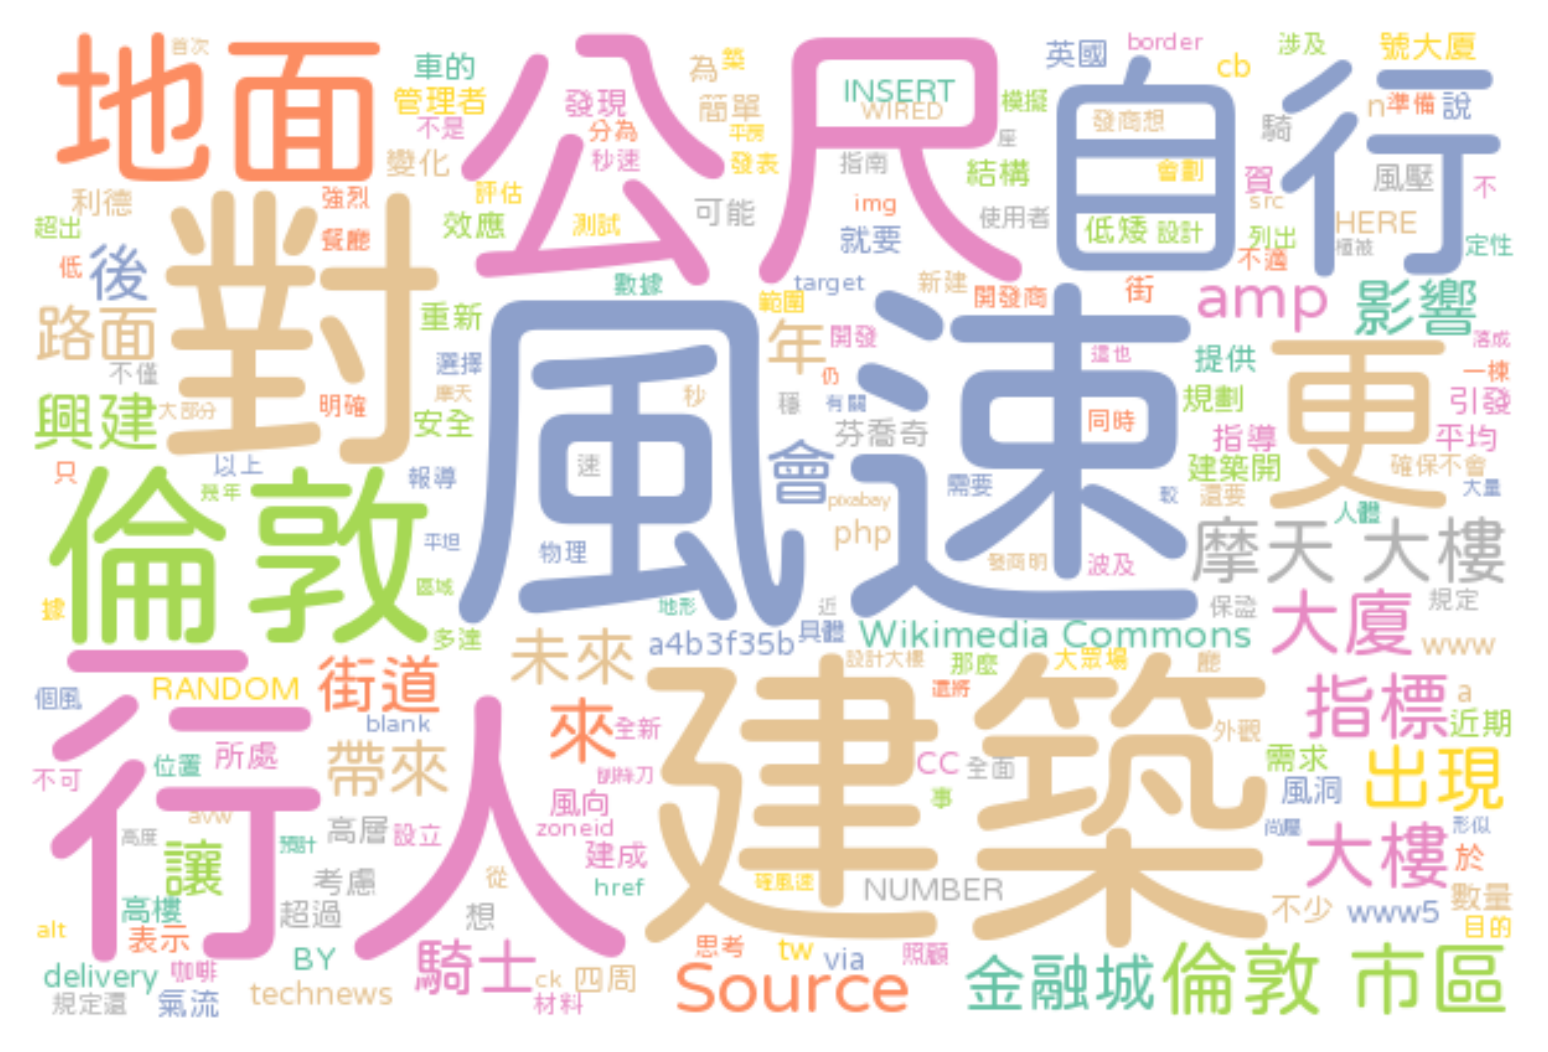 地面
首次
車的
管理者
不是
變化
公尺
發現
分為
秒速
為
築
簡單
平房
發表
可能
INSERT
WIRED
指南
英國
border
模擬
座
結構
使用者
自行
發商想
會劃
低矮
設計
cb
涉及
號大廈
n
準備
說
騎
賀
src
列出
不適
風壓
不
HERE
植被
定性
利德
超出
低
後
強烈
餐廳
對
評估
效應
測試
img
就要
數據
target
範圍
新建
開發商
街
amp
影響
路面
不僅
興建
大部分
明確
重新
選擇
摩天
安全
風速
秒
速
年
開發
仍
穩
有關
芬喬奇
會
pixabay
php
需要
這也
同時
較
發商明
波及
提供
規劃
指導
建築開
還要
更
落成
一棟
引發
平均
確保不會
大量
人體
只
以上
幾年
報導
倫敦
平坦
區域
據
多達
物理
地形
近
摩天 大樓
保證
大廈
規定
www
未來
a4b3f35b
具體
Wikimedia Commons
設計大樓
那麼
大眾場
廳
還將
行人
RANDOM
街道
blank
個風
位置
所處
不可
帶來
來
全新
刮鬍刀
風向
zoneid
建成
href
avw
高度
預計
高層
設立
讓
考慮
超過
從
想
高樓
alt
表示
建築
CC
全面
事
確風速
NUMBER
外觀
指標
a
近期
需求
風洞
出現
尚屬
形似
大樓
於
數量
不少
www5
目的
delivery
咖啡
規定還
氣流
BY
technews
騎士
ck
四周
材料
思考
tw
via
照顧
Source
金融城
倫敦 市區